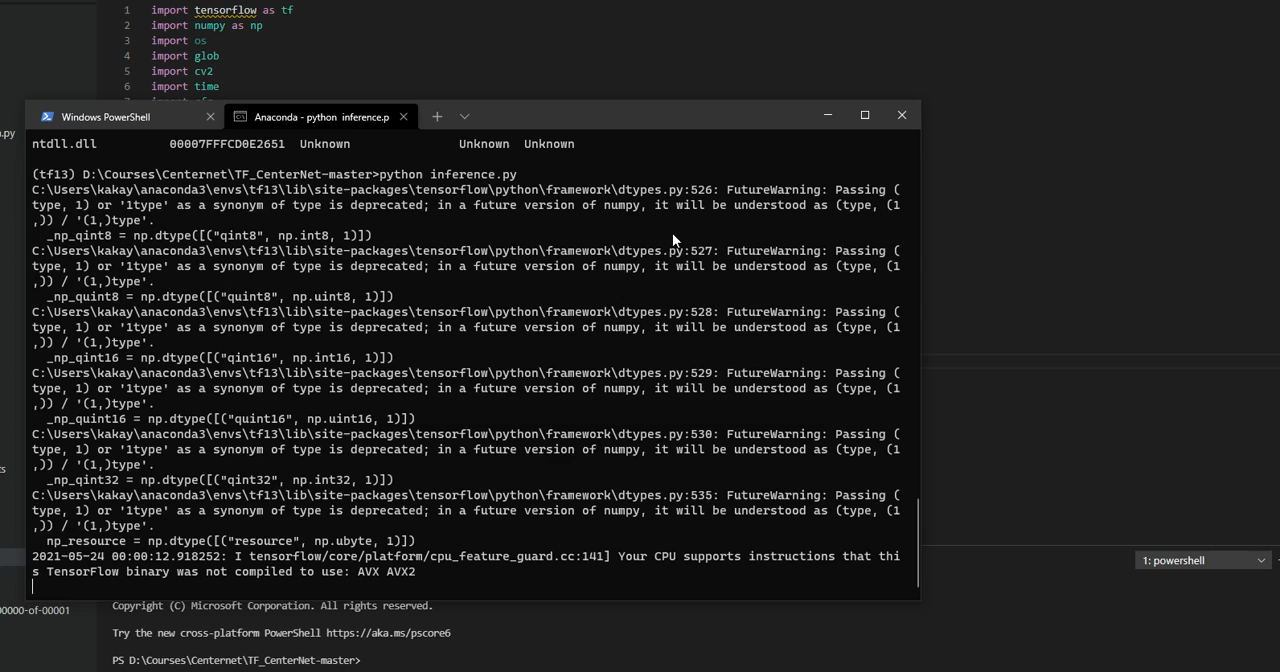 1 import tensorflow as tf
2 import numpy as np
3 import os
4 import glob
5 import cv2
6 import time
Windows PowerShell
Anaconda - python inference.p
ntdll.dll 00007FFFCD0E2651 Unknown Unknown Unknown
(tf13) D:\Courses\Centernet\TF_CenterNet-master>python inference.py
C:\Users\kakay\anaconda3\envs\tf13\lib\site-packages\tensorflow\python\framework\dtypes.py:526: FutureWarning: Passing (
type, 1) or '1type' as a synonym of type is deprecated; in a future version of numpy, it will be understood as (type, (1
,)) / '(1,)type'.
_np_qint8 = np.dtype([("qint8", np.int8, 1)])
C:\Users\kakay\anaconda3\envs\tf13\lib\site-packages\tensorflow\python\framework\dtypes.py:527: FutureWarning: Passing (
type, 1) or '1type' as a synonym of type is deprecated; in a future version of numpy, it will be understood as (type, (1
,)) / '(1,)type'.
_np_quint8 = np.dtype([("quint8", np.uint8, 1)])
C:\Users\kakay\anaconda3\envs\tf13\lib\site-packages\tensorflow\python\framework\dtypes.py:528: FutureWarning: Passing (
type, 1) or '1type' as a synonym of type is deprecated; in a future version of numpy, it will be understood as (type, (1
,)) / '(1,)type'.
_np_qint16 = np.dtype([("qint16", np.int16, 1)])
C:\Users\kakay\anaconda3\envs\tf13\lib\site-packages\tensorflow\python\framework\dtypes.py:529: FutureWarning: Passing (
type, 1) or '1type' as a synonym of type is deprecated; in a future version of numpy, it will be understood as (type, (1
,)) / '(1,)type'.
_np_quint16 = np.dtype([("quint16", np.uint16, 1)])
C:\Users\kakay\anaconda3\envs\tf13\lib\site-packages\tensorflow\python\framework\dtypes.py:530: FutureWarning: Passing (
type, 1) or '1type' as a synonym of type is deprecated; in a future version of numpy, it will be understood as (type, (1
,)) / '(1,)type'.
_np_qint32 = np.dtype([("qint32", np.int32, 1)])
C:\Users\kakay\anaconda3\envs\tf13\lib\site-packages\tensorflow\python\framework\dtypes.py:535: FutureWarning: Passing (
type, 1) or '1type' as a synonym of type is deprecated; in a future version of numpy, it will be understood as (type, (1
,)) / '(1,)type'.
np_resource = np.dtype([("resource", np.ubyte, 1)])
2021-05-24 00:00:12.918252: I tensorflow/core/platform/cpu_feature_guard.cc:141] Your CPU supports instructions that thi
s TensorFlow binary was not compiled to use: AVX AVX2
1: powershell
0000-of-00001
Copyright (C) Microsoft Corporation. All rights reserved.
Try the new cross-platform PowerShell https://aka.ms/pscore6
PS D:\Courses\Centernet\TF_CenterNet-master>